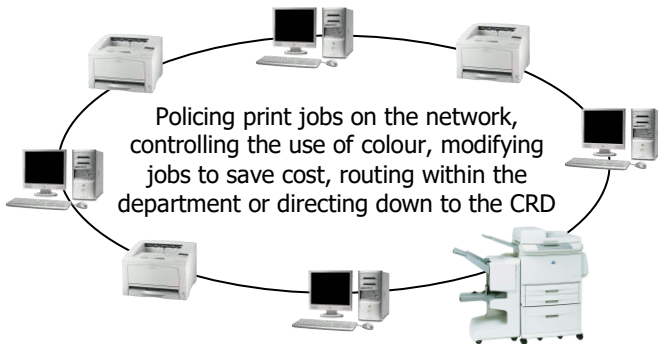 Policing print jobs on the network,
controlling the use of colour, modifying
jobs to save cost, routing within the
department or directing down to the CRD